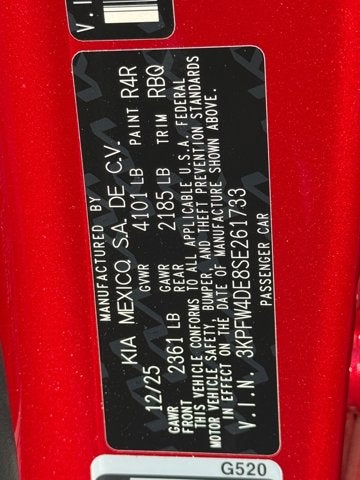 V.I
MANUFACTURED BY
KIA MEXICO S.A. DE C.V.
12/25 GVWR 4101 LB PAINT R4R
GAWR FRONT 2361 LB GAWR REAR 2185 LB TRIM RBQ
THIS VEHICLE CONFORMS TO ALL APPLICABLE U.S.A. FEDERAL
MOTOR VEHICLE SAFETY, BUMPER, AND THEFT PREVENTION STANDARDS
IN EFFECT ON THE DATE OF MANUFACTURE SHOWN ABOVE.
V.I.N. 3KPFW4DE8SE261733
PASSENGER CAR
G520